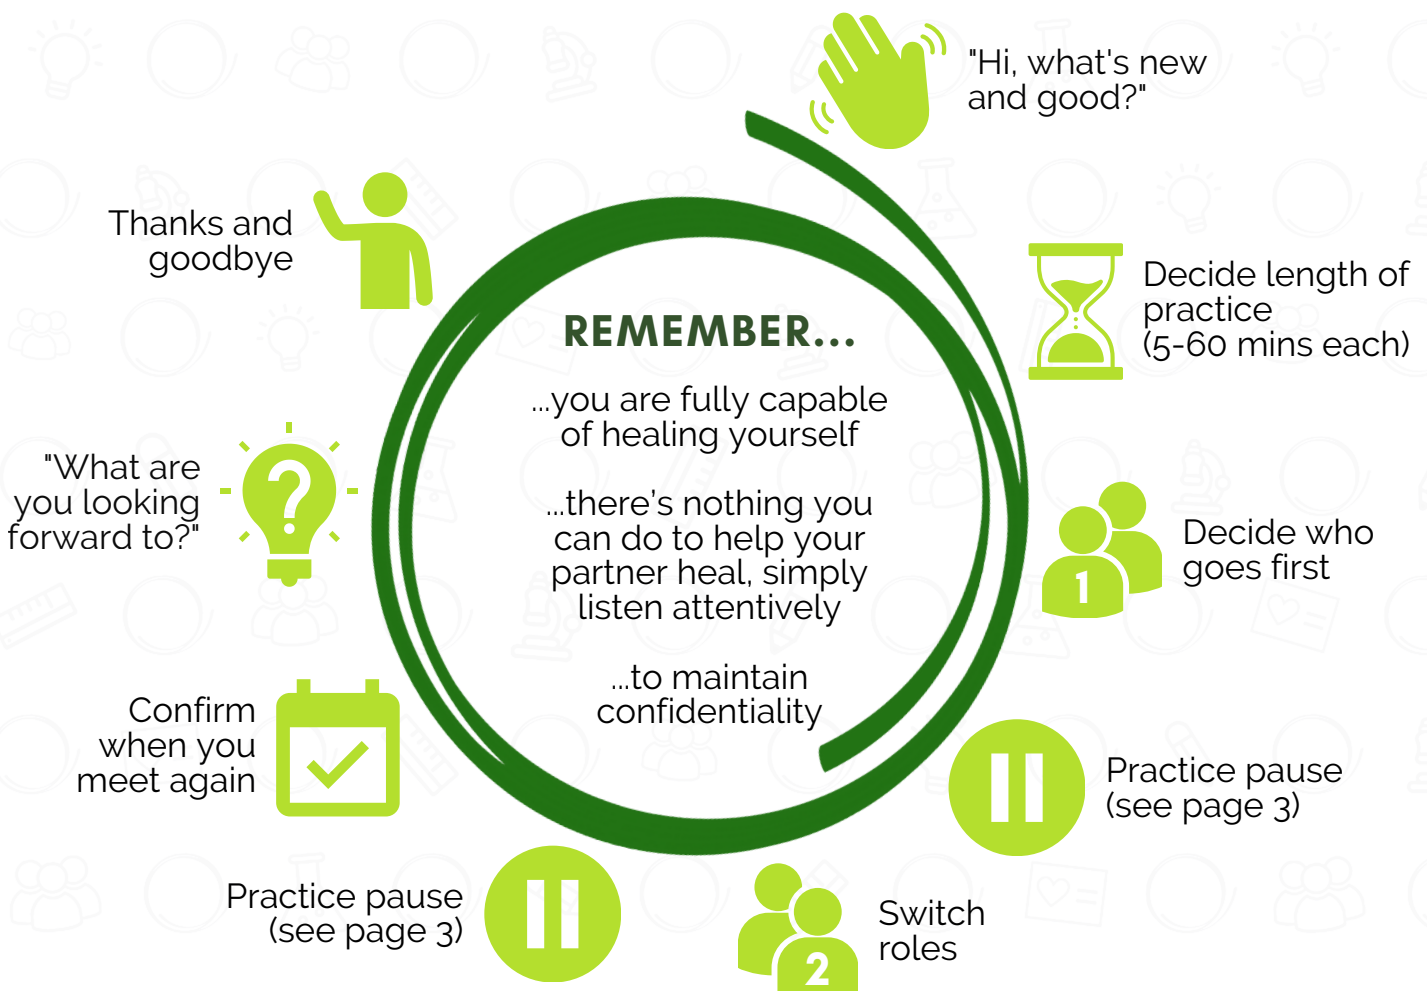 "Hi, what's new
and good?"
Decide length of
practice
(5-60 mins each)
1
Decide who
goes first
Practice pause
(see page 3)
2
Switch
roles
Practice pause
(see page 3)
Confirm
when you
meet again
"What are
you looking
forward to?"
?
Thanks and
goodbye
REMEMBER...
...you are fully capable
of healing yourself
...there’s nothing you
can do to help your
partner heal, simply
listen attentively
...to maintain
confidentiality